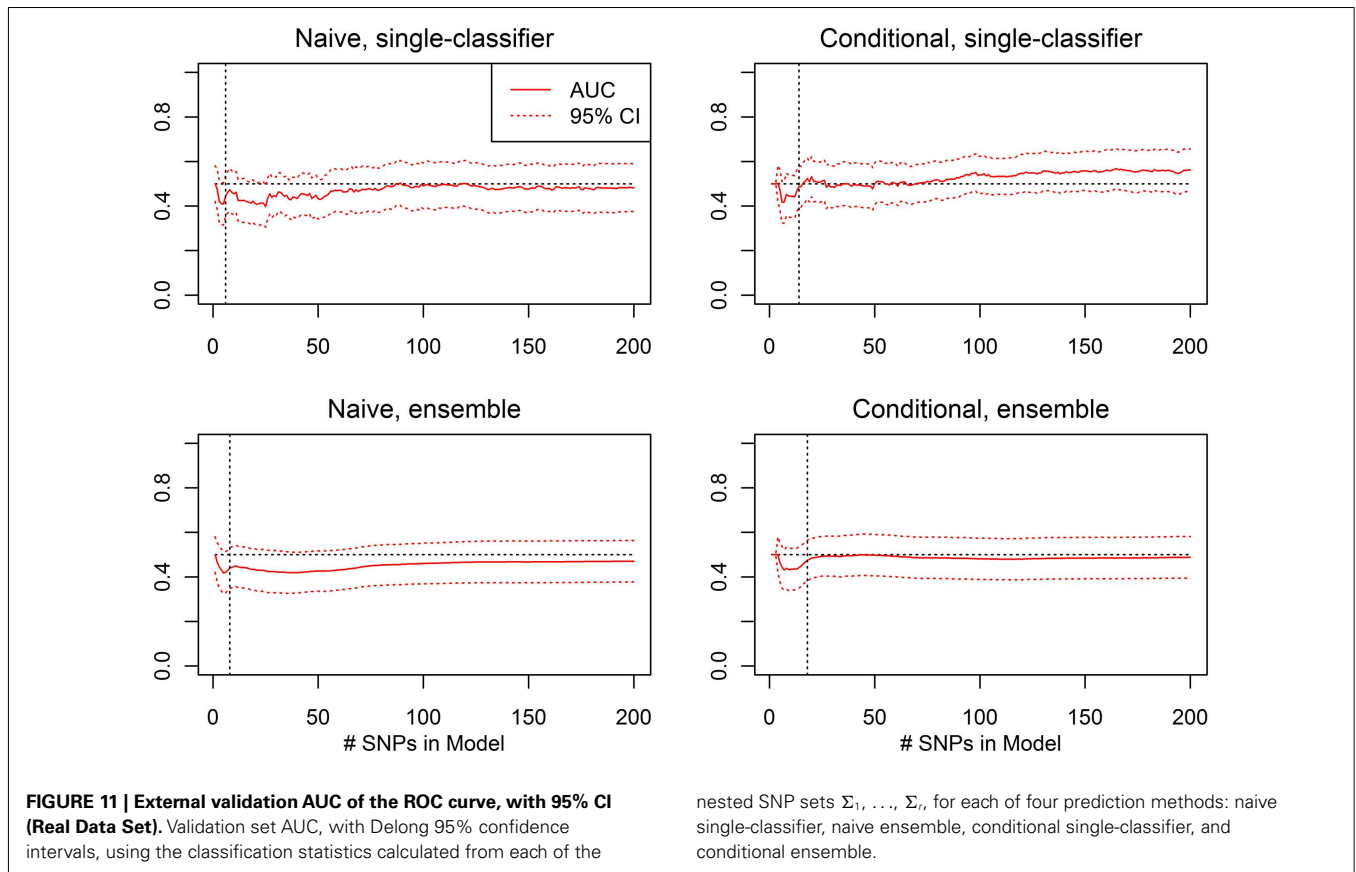 Naive, single-classifier
0.0 0.4 0.8
0 50 100 150 200
AUC
95% CI
Conditional, single-classifier
0.0 0.4 0.8
0 50 100 150 200
Naive, ensemble
0.0 0.4 0.8
0 50 100 150 200
# SNPs in Model
Conditional, ensemble
0.0 0.4 0.8
0 50 100 150 200
# SNPs in Model
FIGURE 11 | External validation AUC of the ROC curve, with 95% CI
(Real Data Set). Validation set AUC, with Delong 95% confidence
intervals, using the classification statistics calculated from each of the
nested SNP sets Σ₁, …, Σᵣ, for each of four prediction methods: naive
single-classifier, naive ensemble, conditional single-classifier, and
conditional ensemble.